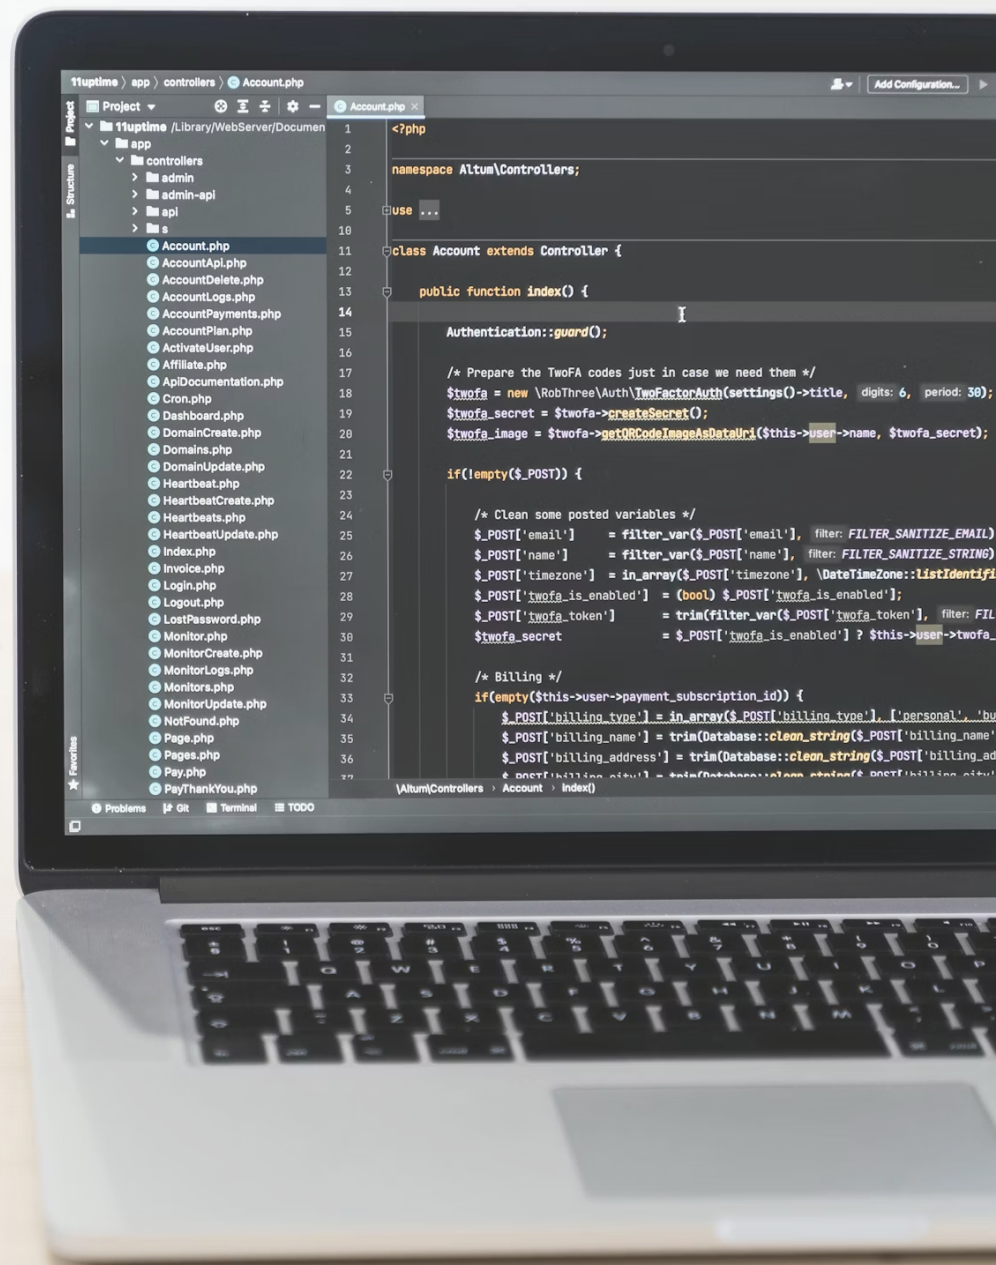 11uptime › app › controllers › Account.php
Add Configuration...
Project
Account.php
Project
Structure
Favorites
11uptime /Library/WebServer/Documen
app
controllers
admin
admin-api
api
s
Account.php
AccountApi.php
AccountDelete.php
AccountLogs.php
AccountPayments.php
AccountPlan.php
ActivateUser.php
Affiliate.php
ApiDocumentation.php
Cron.php
Dashboard.php
DomainCreate.php
Domains.php
DomainUpdate.php
Heartbeat.php
HeartbeatCreate.php
Heartbeats.php
HeartbeatUpdate.php
Index.php
Invoice.php
Login.php
Logout.php
LostPassword.php
Monitor.php
MonitorCreate.php
MonitorLogs.php
Monitors.php
MonitorUpdate.php
NotFound.php
Page.php
Pages.php
Pay.php
PayThankYou.php
1 <?php
2
3 namespace Altum\Controllers;
4
5 use ...
10
11 class Account extends Controller {
12
13 public function index() {
14
15 Authentication::guard();
16
17 /* Prepare the TwoFA codes just in case we need them */
18 $twofa = new \RobThree\Auth\TwoFactorAuth(settings()->title, digits: 6, period: 30);
19 $twofa_secret = $twofa->createSecret();
20 $twofa_image = $twofa->getQRCodeImageAsDataUri($this->user->name, $twofa_secret);
21
22 if(!empty($_POST)) {
23
24 /* Clean some posted variables */
25 $_POST['email'] = filter_var($_POST['email'], filter: FILTER_SANITIZE_EMAIL)
26 $_POST['name'] = filter_var($_POST['name'], filter: FILTER_SANITIZE_STRING)
27 $_POST['timezone'] = in_array($_POST['timezone'], \DateTimeZone::listIdentifi
28 $_POST['twofa_is_enabled'] = (bool) $_POST['twofa_is_enabled'];
29 $_POST['twofa_token'] = trim(filter_var($_POST['twofa_token'], filter: FIL
30 $twofa_secret = $_POST['twofa_is_enabled'] ? $this->user->twofa_
31
32 /* Billing */
33 if(empty($this->user->payment_subscription_id)) {
34 $_POST['billing_type'] = in_array($_POST['billing_type'], ['personal', 'bu
35 $_POST['billing_name'] = trim(Database::clean_string($_POST['billing_name'
36 $_POST['billing_address'] = trim(Database::clean_string($_POST['billing_ad
37 $_POST['billing_city'] = trim(Database::clean_string($_POST['billing_city'
\Altum\Controllers › Account › index()
Problems Git Terminal TODO
Q W E R T Y U I O P
A S D F G H J K L
Z X C V B N M